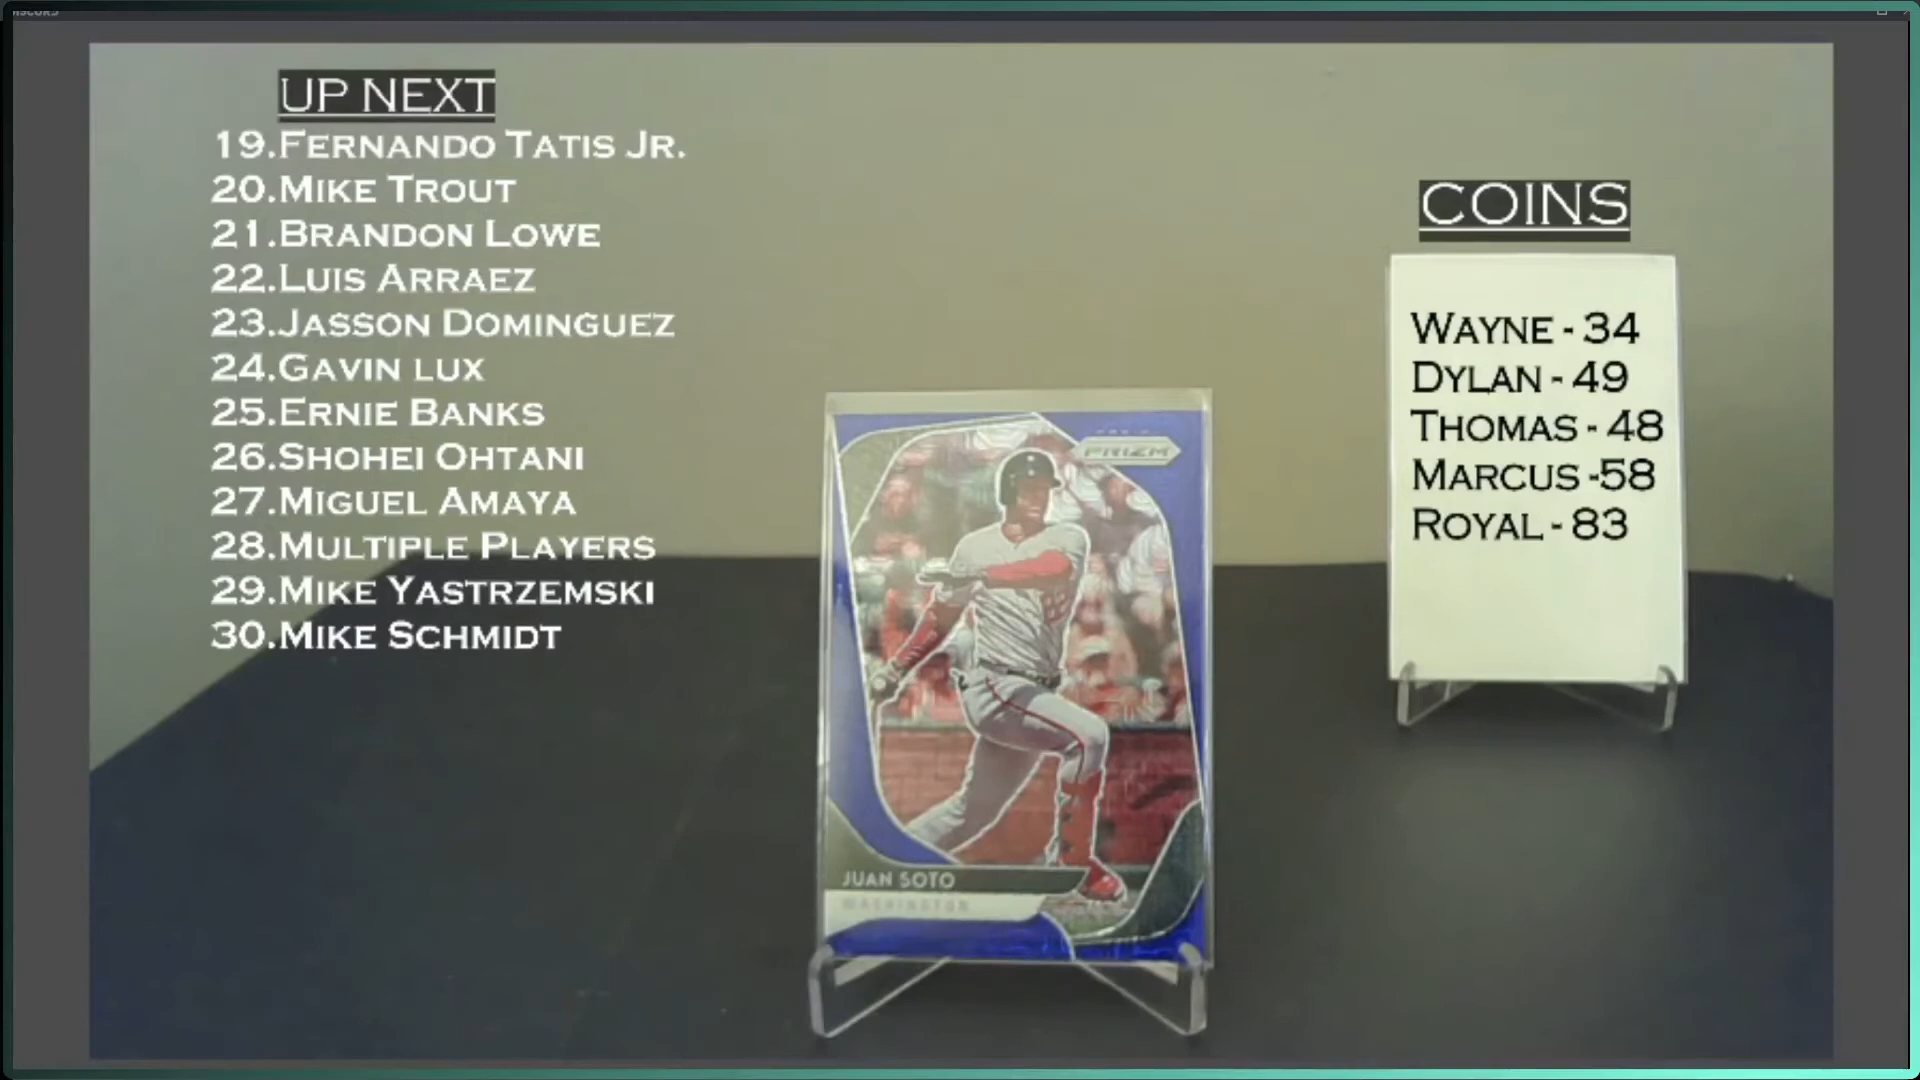 UP NEXT
19.FERNANDO TATIS JR.
20.MIKE TROUT
21.BRANDON LOWE
22.LUIS ARRAEZ
23.JASSON DOMINGUEZ
24.GAVIN LUX
25.ERNIE BANKS
26.SHOHEI OHTANI
27.MIGUEL AMAYA
28.MULTIPLE PLAYERS
29.MIKE YASTRZEMSKI
30.MIKE SCHMIDT
COINS
WAYNE - 34
DYLAN - 49
THOMAS - 48
MARCUS -58
ROYAL - 83
PRIZM
JUAN SOTO
WASHINGTON